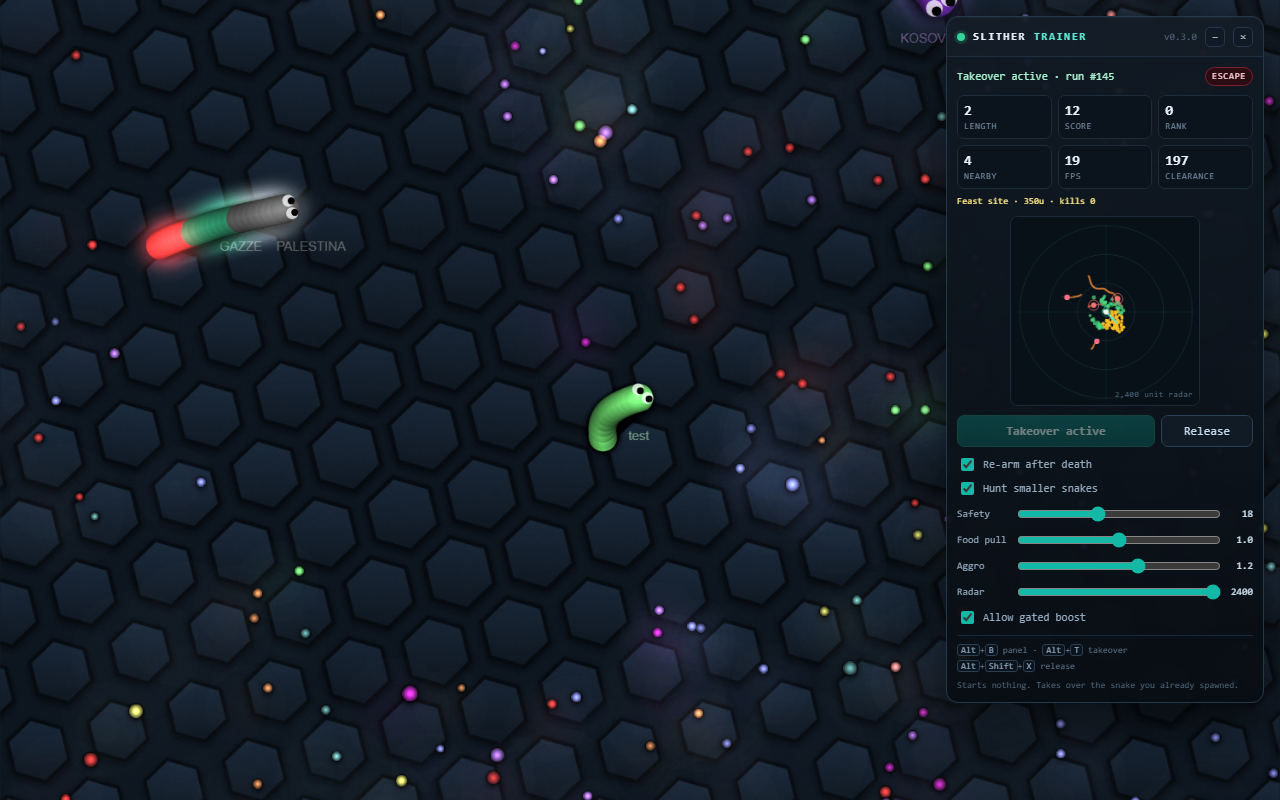 KOSOV
SLITHER TRAINER v0.3.0 – ×
Takeover active · run #145 ESCAPE
2 12 0
LENGTH SCORE RANK
4 19 197
NEARBY FPS CLEARANCE
Feast site · 350u · kills 0
GAZZE PALESTINA
2,400 unit radar
test
Takeover active Release
Re-arm after death
Hunt smaller snakes
Safety 18
Food pull 1.0
Aggro 1.2
Radar 2400
Allow gated boost
Alt+B panel · Alt+T takeover
Alt+Shift+X release
Starts nothing. Takes over the snake you already spawned.